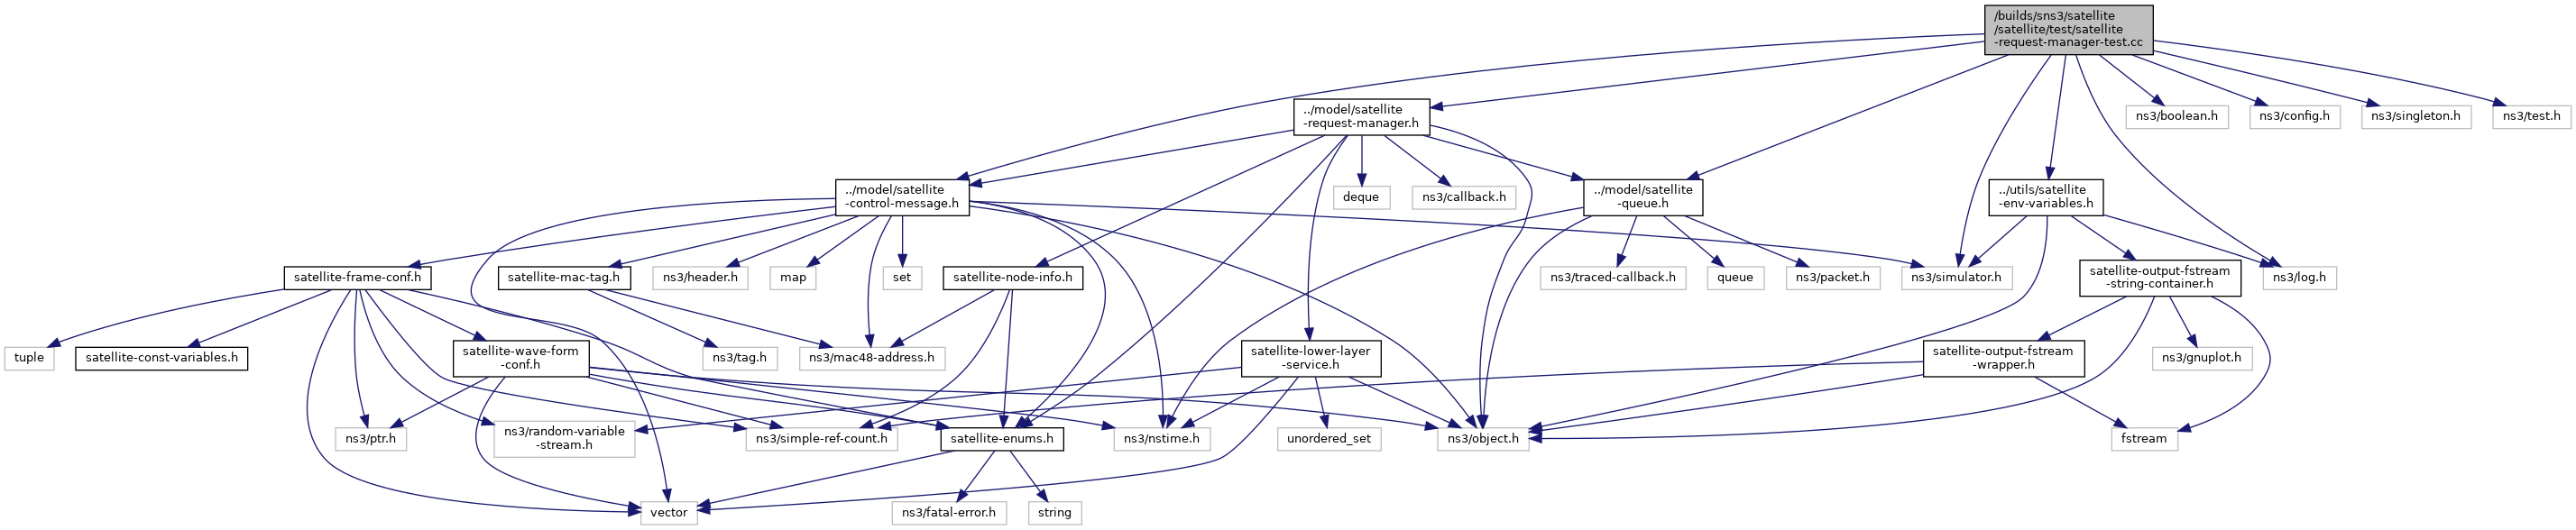 /builds/sns3/satellite
/satellite/test/satellite
-request-manager-test.cc
../model/satellite
-request-manager.h
ns3/boolean.h
ns3/config.h
ns3/singleton.h
ns3/test.h
../model/satellite
-control-message.h
deque
ns3/callback.h
../model/satellite
-queue.h
../utils/satellite
-env-variables.h
satellite-frame-conf.h
satellite-mac-tag.h
ns3/header.h
map
set
satellite-node-info.h
ns3/traced-callback.h
queue
ns3/packet.h
ns3/simulator.h
satellite-output-fstream
-string-container.h
ns3/log.h
tuple
satellite-const-variables.h
satellite-wave-form
-conf.h
ns3/tag.h
ns3/mac48-address.h
satellite-lower-layer
-service.h
satellite-output-fstream
-wrapper.h
ns3/gnuplot.h
ns3/ptr.h
ns3/random-variable
-stream.h
ns3/simple-ref-count.h
satellite-enums.h
ns3/nstime.h
unordered_set
ns3/object.h
fstream
vector
ns3/fatal-error.h
string